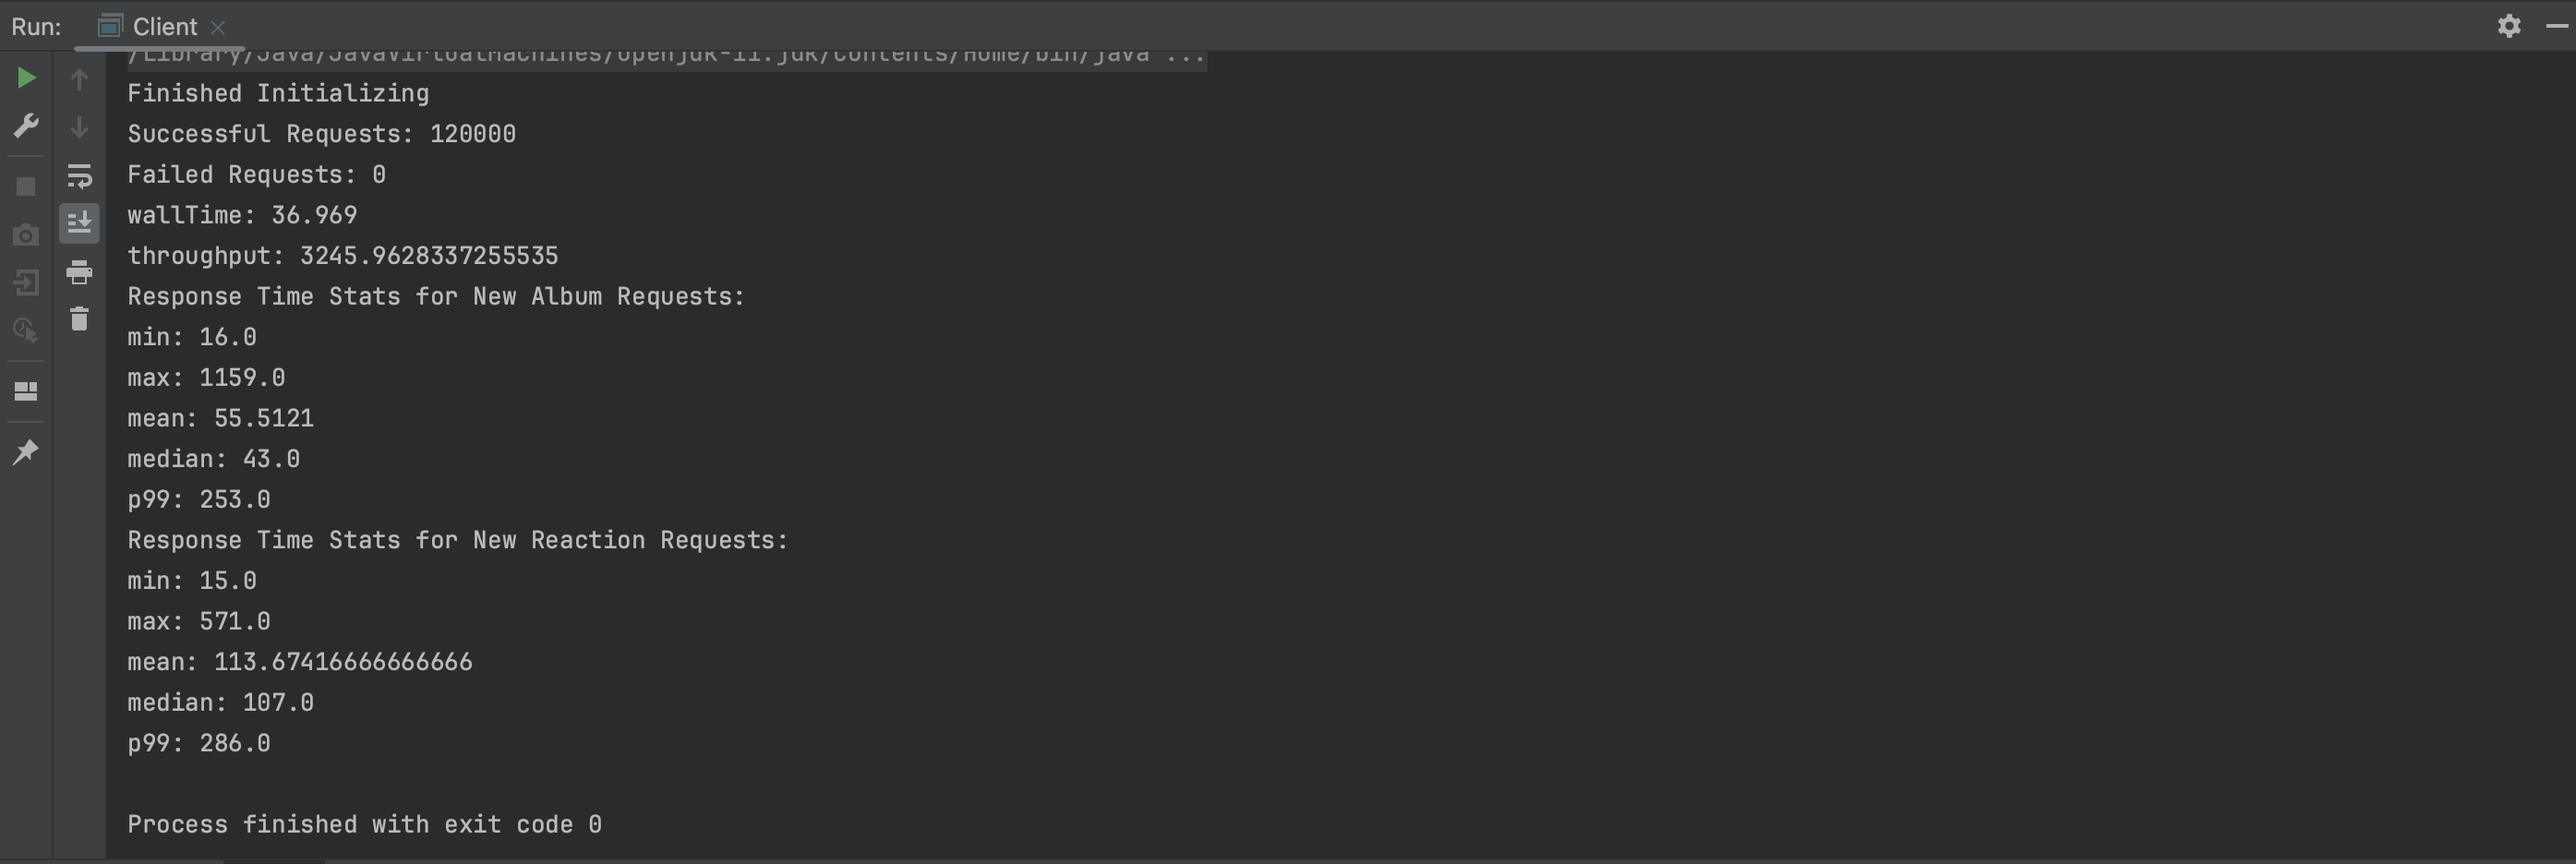 Run: Client
/Library/Java/JavaVirtualMachines/openjdk-11.jdk/Contents/Home/bin/java ...
Finished Initializing
Successful Requests: 120000
Failed Requests: 0
wallTime: 36.969
throughput: 3245.9628337255535
Response Time Stats for New Album Requests:
min: 16.0
max: 1159.0
mean: 55.5121
median: 43.0
p99: 253.0
Response Time Stats for New Reaction Requests:
min: 15.0
max: 571.0
mean: 113.67416666666666
median: 107.0
p99: 286.0
Process finished with exit code 0